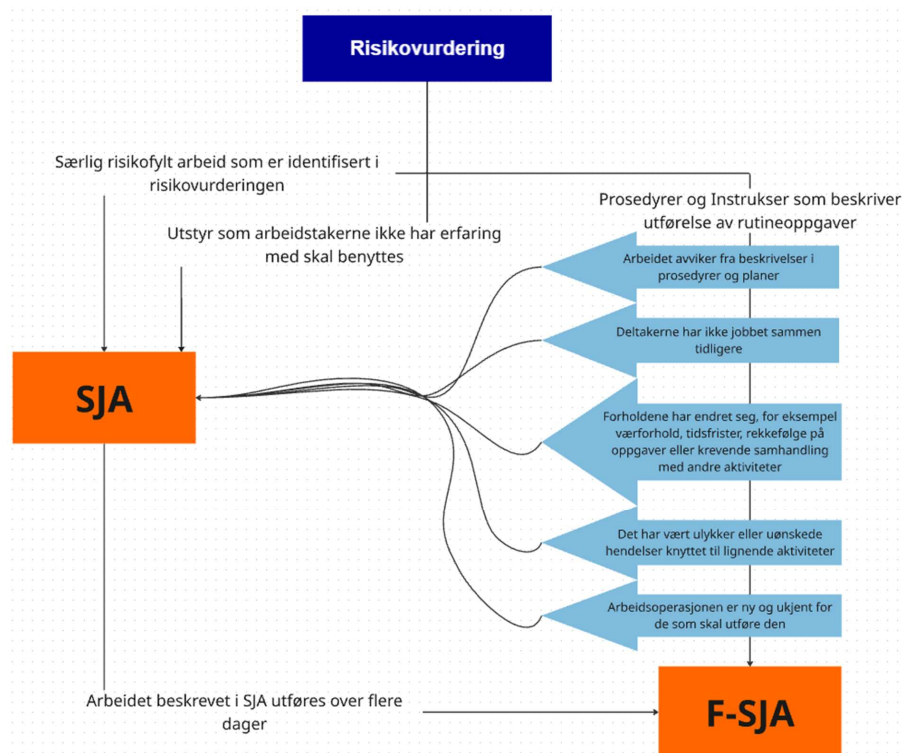 Risikovurdering
Særlig risikofylt arbeid som er identifisert i
risikovurderingen
Prosedyrer og Instrukser som beskriver
utførelse av rutineoppgaver
Utstyr som arbeidstakerne ikke har erfaring
med skal benyttes
Arbeidet avviker fra beskrivelser i
prosedyrer og planer
Deltakerne har ikke jobbet sammen
tidligere
SJA
Forholdene har endret seg, for eksempel
værforhold, tidsfrister, rekkefølge på
oppgaver eller krevende samhandling
med andre aktiviteter
Det har vært ulykker eller uønskede
hendelser knyttet til lignende aktiviteter
Arbeidsoperasjonen er ny og ukjent for
de som skal utføre den
Arbeidet beskrevet i SJA utføres over flere
dager
F-SJA